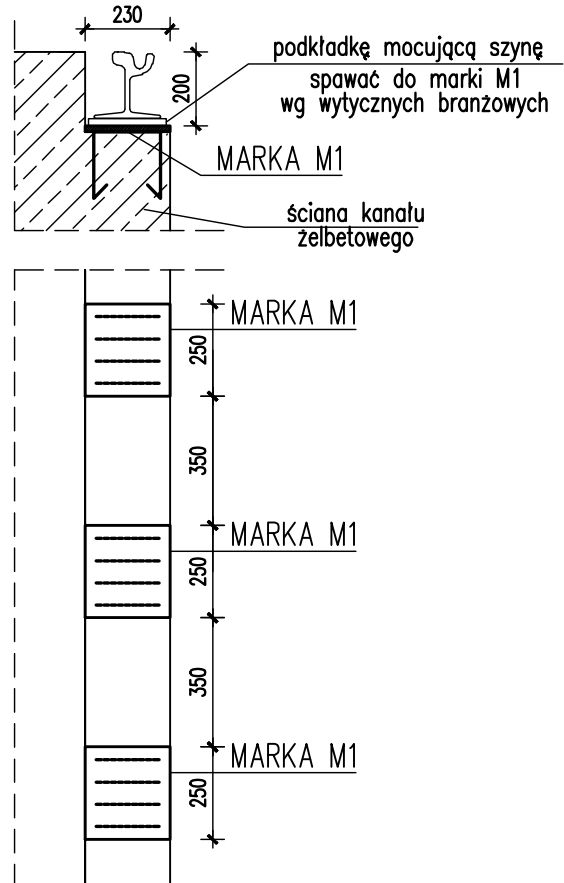 230
200
podkładkę mocującą szynę
spawać do marki M1
wg wytycznych branżowych
MARKA M1
ściana kanału
żelbetowego
MARKA M1
250
350
MARKA M1
250
350
MARKA M1
250